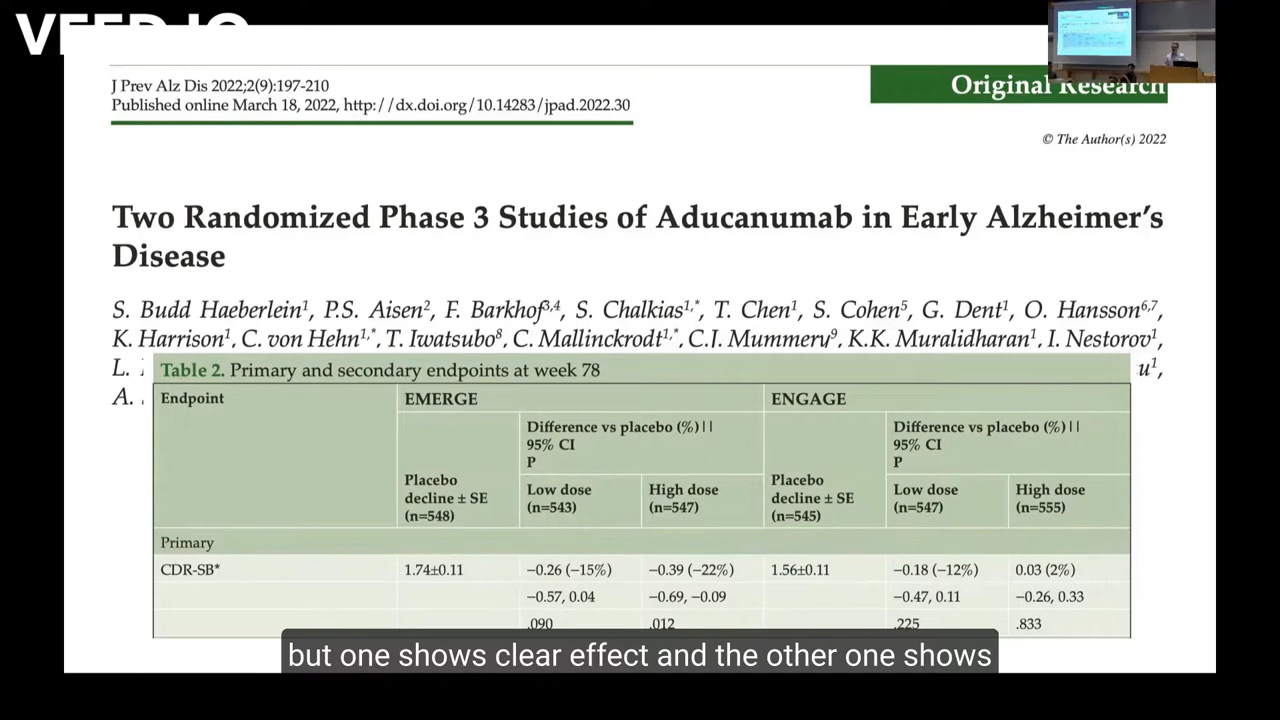 J Prev Alz Dis 2022;2(9):197-210
Published online March 18, 2022, http://dx.doi.org/10.14283/jpad.2022.30
Original Research
© The Author(s) 2022
Two Randomized Phase 3 Studies of Aducanumab in Early Alzheimer's
Disease
S. Budd Haeberlein1, P.S. Aisen2, F. Barkhof3,4, S. Chalkias1,*, T. Chen1, S. Cohen5, G. Dent1, O. Hansson6,7,
K. Harrison1, C. von Hehn1,*, T. Iwatsubo8, C. Mallinckrodt1,*, C.J. Mummery9, K.K. Muralidharan1, I. Nestorov1,
L. u1,
A.
Table 2. Primary and secondary endpoints at week 78
Endpoint EMERGE ENGAGE
Placebo decline ± SE (n=548) Difference vs placebo (%)|| 95% CI P Placebo decline ± SE (n=545) Difference vs placebo (%)|| 95% CI P
Low dose (n=543) High dose (n=547) Low dose (n=547) High dose (n=555)
Primary
CDR-SB* 1.74±0.11 −0.26 (−15%) −0.39 (−22%) 1.56±0.11 −0.18 (−12%) 0.03 (2%)
−0.57, 0.04 −0.69, −0.09 −0.47, 0.11 −0.26, 0.33
.090 .012 .225 .833
but one shows clear effect and the other one shows